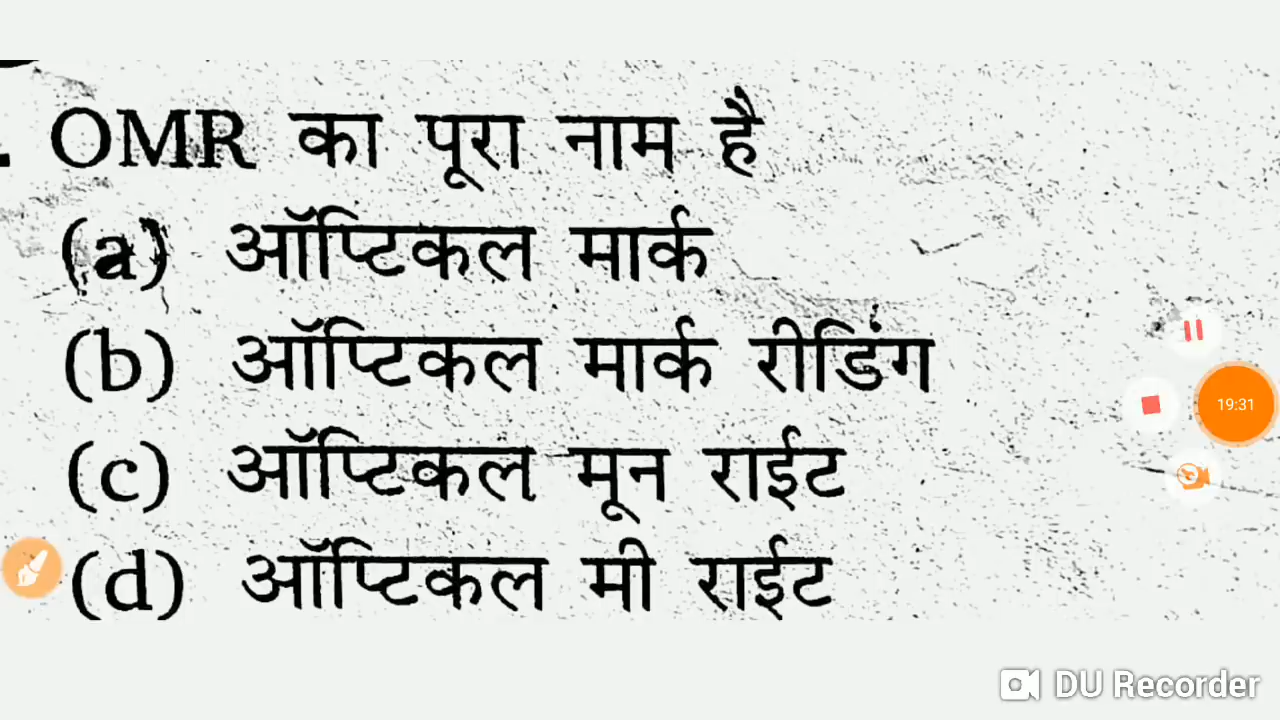 . OMR का पूरा नाम है
(a) ऑप्टिकल मार्क
(b) ऑप्टिकल मार्क रीडिंग
(c) ऑप्टिकल मून राईट
(d) ऑप्टिकल मी राईट
19:31
DU Recorder